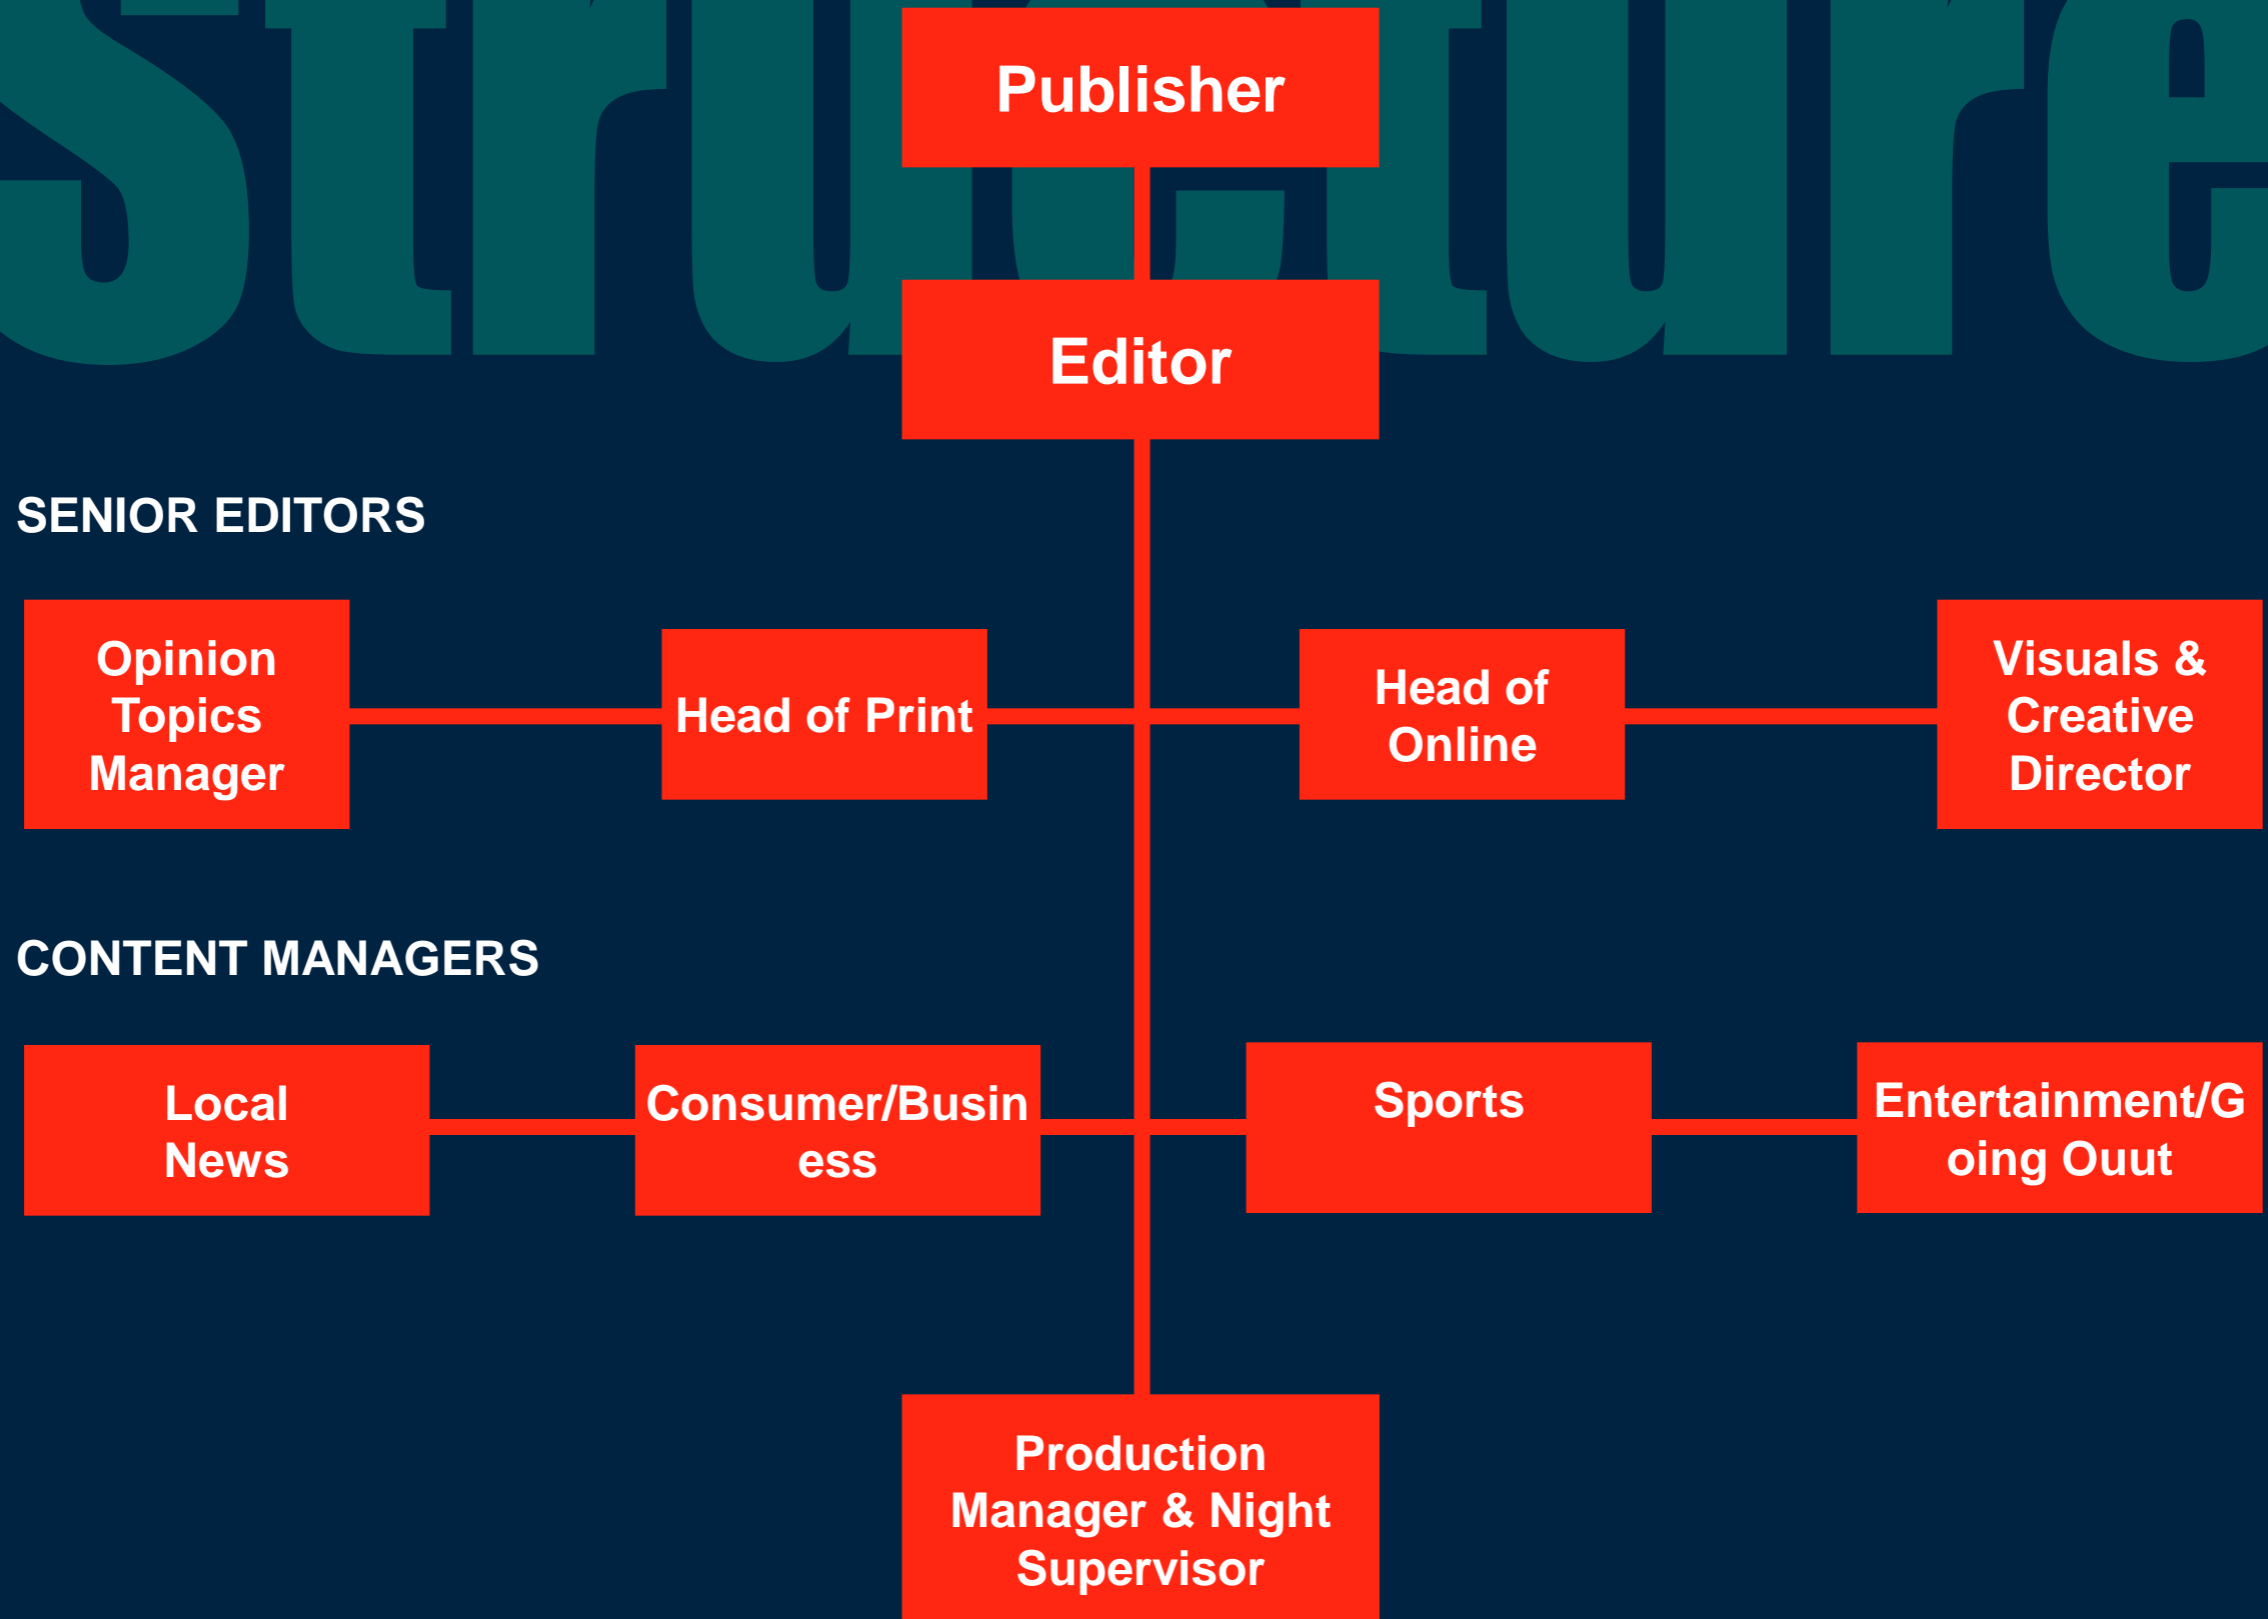 structure
Publisher
Editor
SENIOR EDITORS
Opinion
Topics
Manager
Head of Print
Head of
Online
Visuals &
Creative
Director
CONTENT MANAGERS
Local
News
Consumer/Busin
ess
Sports
Entertainment/G
oing Ouut
Production
Manager & Night
Supervisor